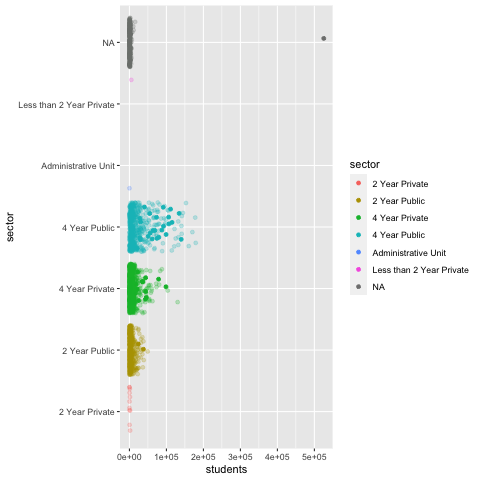 NA
Less than 2 Year Private
Administrative Unit
4 Year Public
4 Year Private
2 Year Public
2 Year Private
sector
0e+00 1e+05 2e+05 3e+05 4e+05 5e+05
students
sector
2 Year Private
2 Year Public
4 Year Private
4 Year Public
Administrative Unit
Less than 2 Year Private
NA